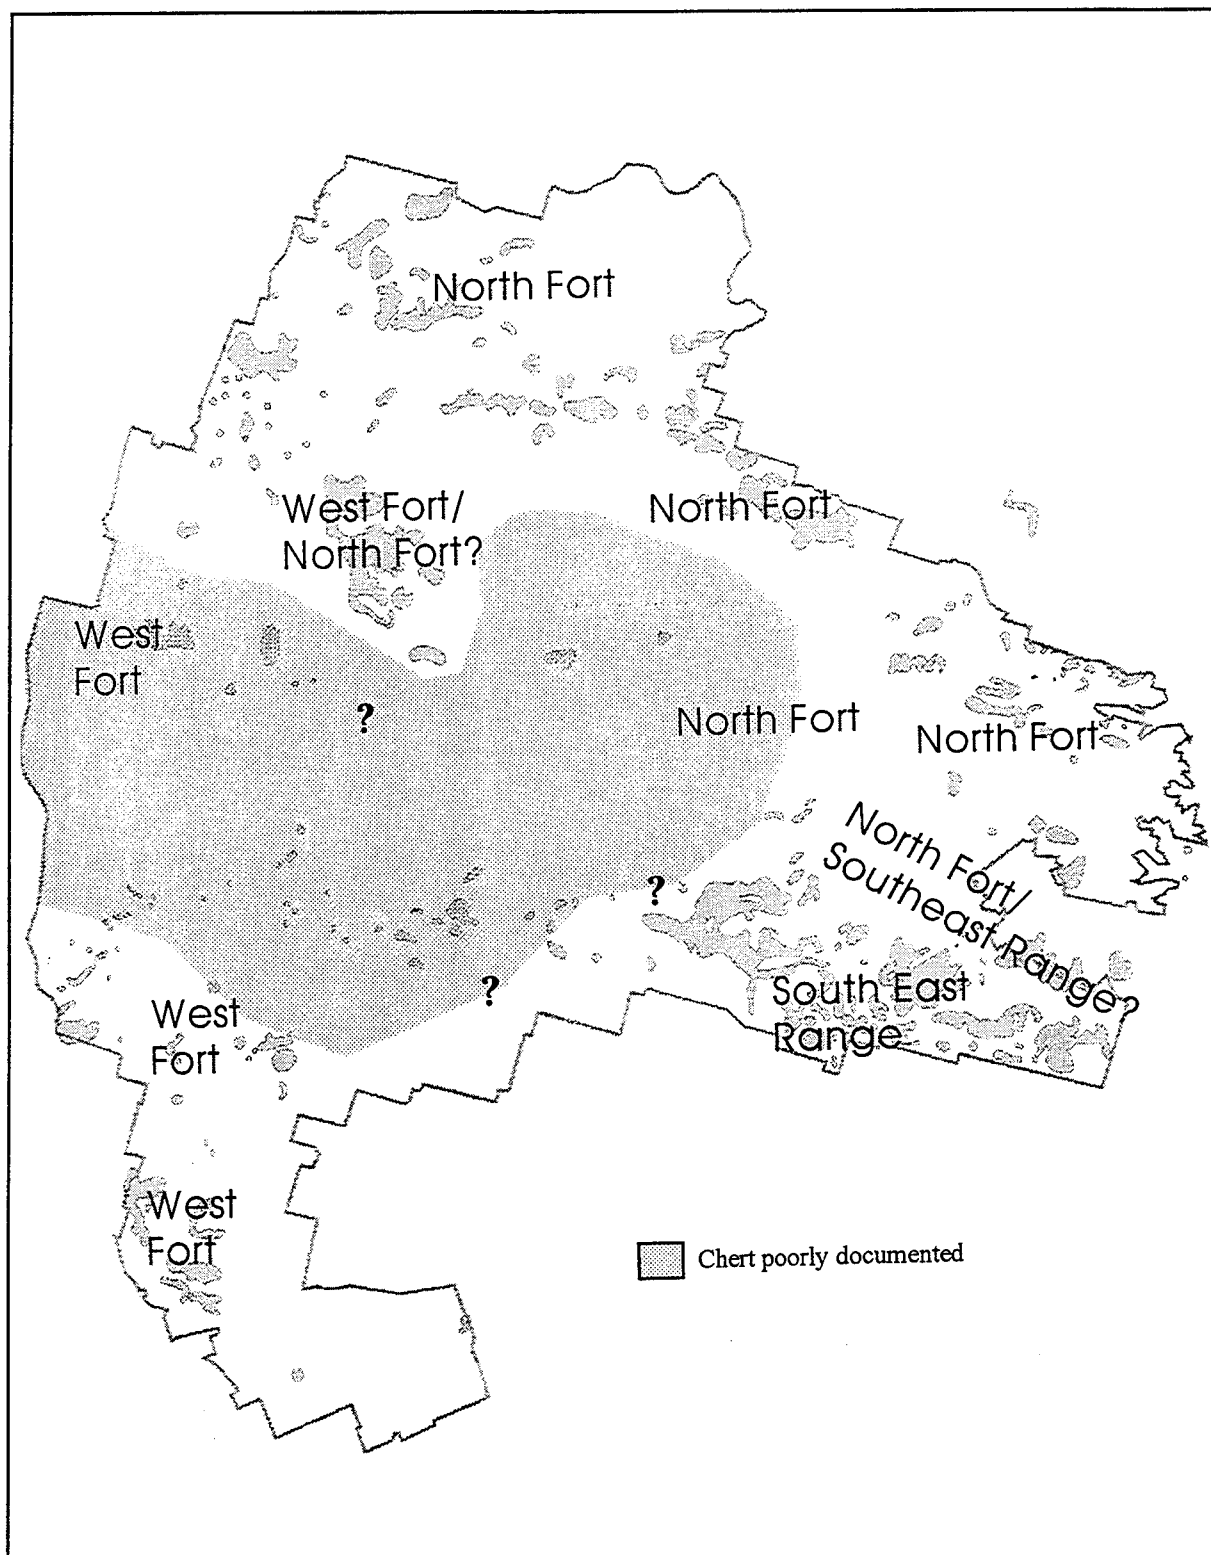 North Fort
West Fort/
North Fort?
North Fort
West
Fort
?
North Fort
North Fort
North Fort/
Southeast Range?
?
?
South East
Range
West
Fort
West
Fort
Chert poorly documented